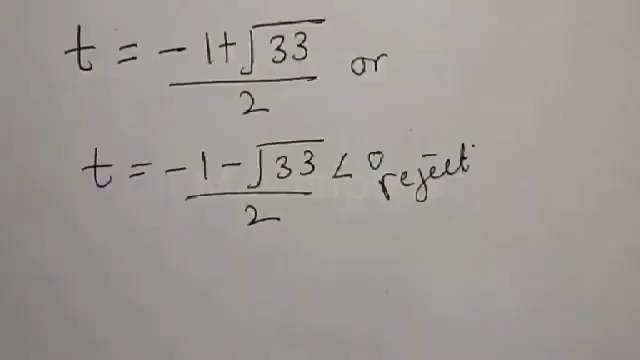 t = -1+√33/2 or
t = -1-√33/2 < 0 reject